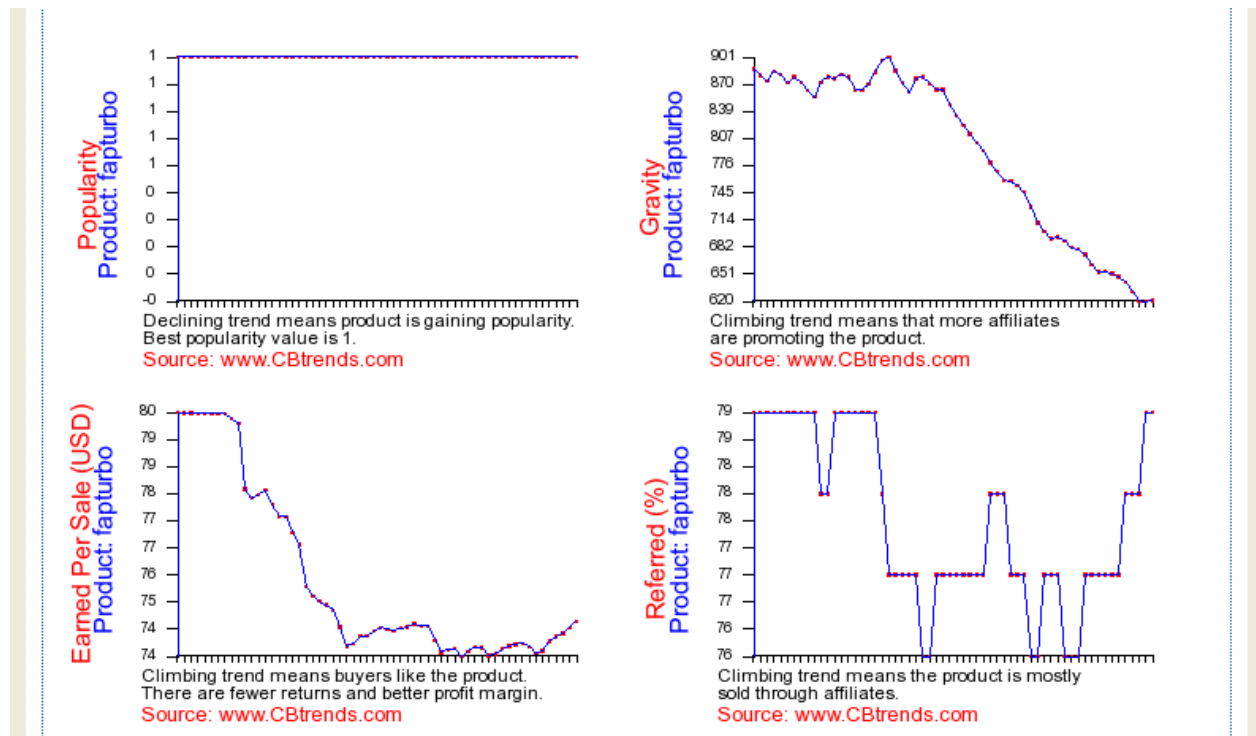 Popularity
Product: fapturbo
1
1
1
1
1
0
0
0
0
-0
Declining trend means product is gaining popularity.
Best popularity value is 1.
Source: www.CBtrends.com
Gravity
Product: fapturbo
901
870
839
807
776
745
714
682
651
620
Climbing trend means that more affiliates
are promoting the product.
Source: www.CBtrends.com
Earned Per Sale (USD)
Product: fapturbo
80
79
79
78
77
77
76
75
74
74
Climbing trend means buyers like the product.
There are fewer returns and better profit margin.
Source: www.CBtrends.com
Referred (%)
Product: fapturbo
79
79
78
78
78
77
77
77
76
76
Climbing trend means the product is mostly
sold through affiliates.
Source: www.CBtrends.com